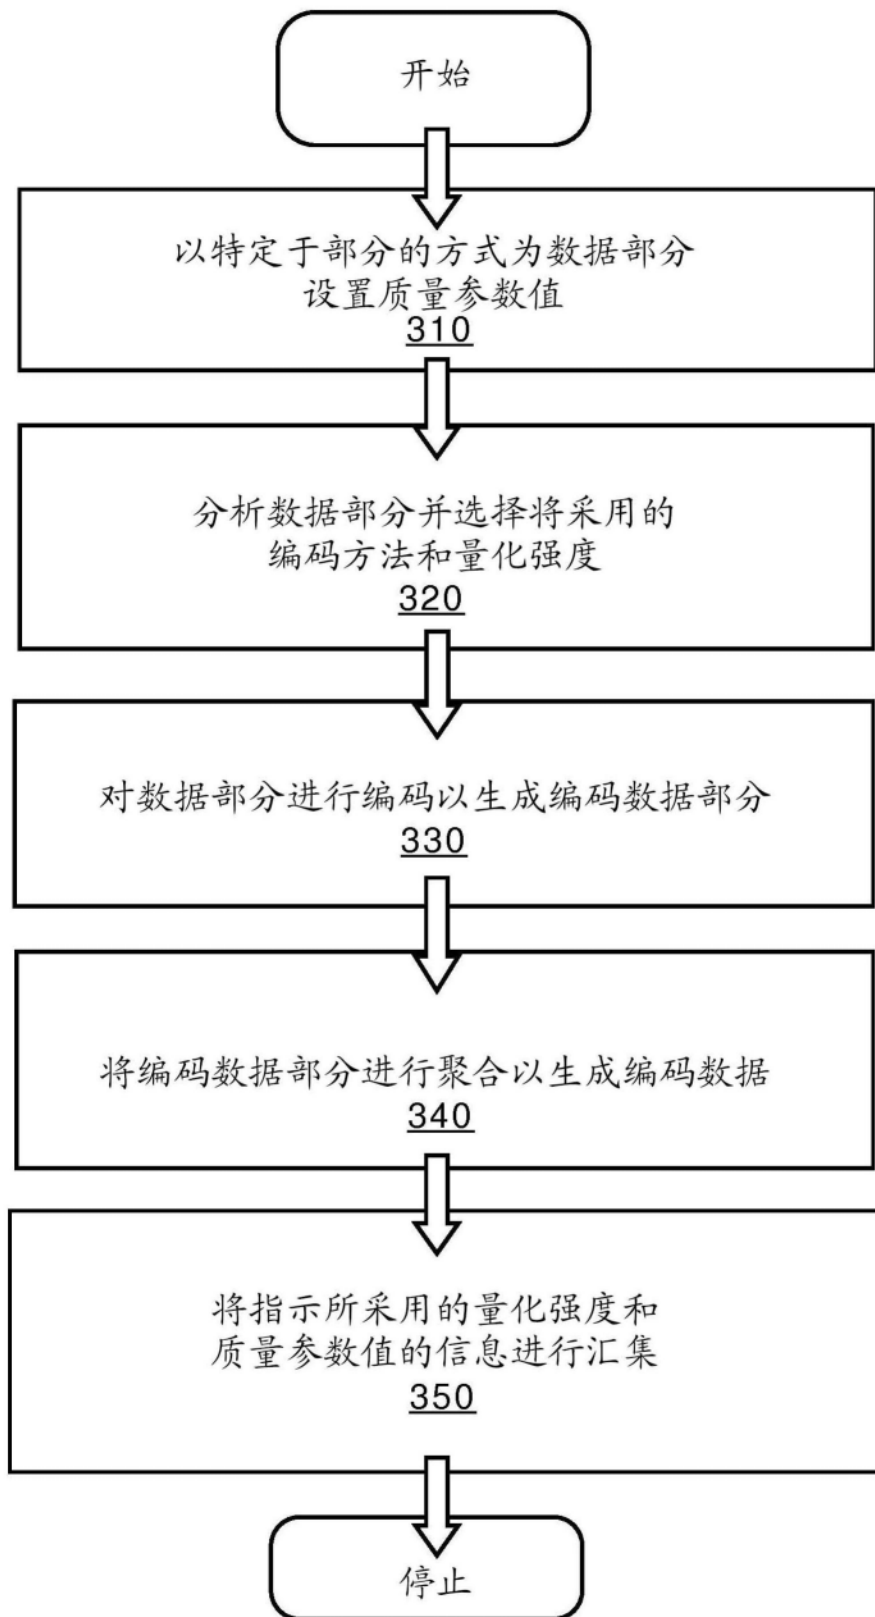 开始
以特定于部分的方式为数据部分
设置质量参数值
310
分析数据部分并选择将采用的
编码方法和量化强度
320
对数据部分进行编码以生成编码数据部分
330
将编码数据部分进行聚合以生成编码数据
340
将指示所采用的量化强度和
质量参数值的信息进行汇集
350
停止